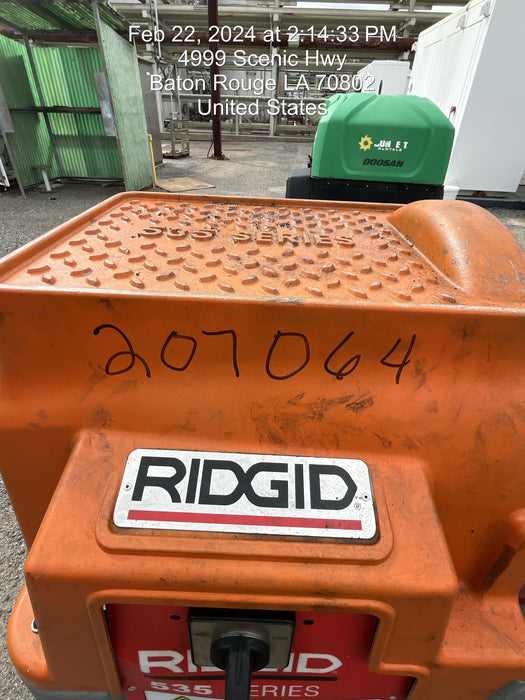 Feb 22, 2024 at 2:14:33 PM
4999 Scenic Hwy
Baton Rouge LA 70802
United States
DOOSAN
535 SERIES
207064
RIDGID
®
FOR
RIDGID
535 SERIES